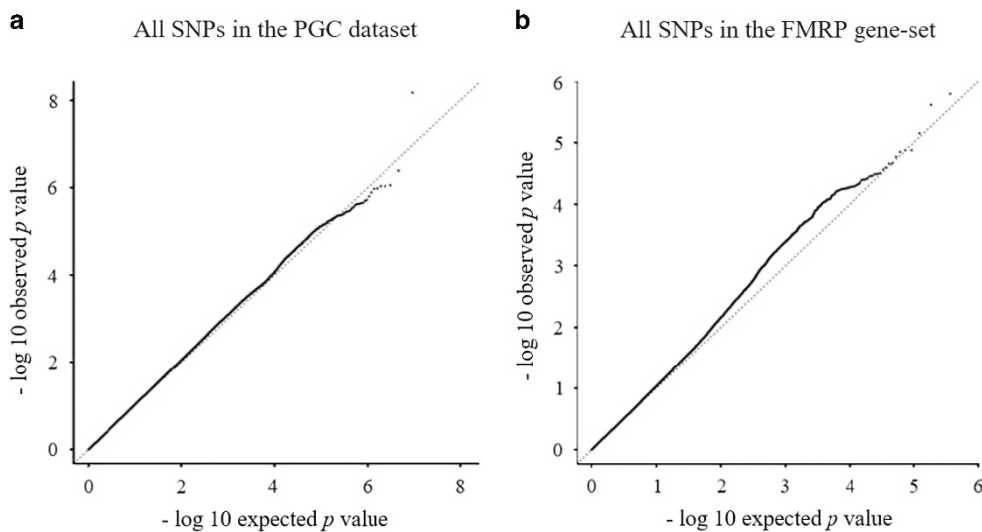 a
All SNPs in the PGC dataset
- log 10 observed p value
8
6
4
2
0
0 2 4 6 8
- log 10 expected p value
b
All SNPs in the FMRP gene-set
- log 10 observed p value
6
5
4
3
2
1
0
0 1 2 3 4 5 6
- log 10 expected p value